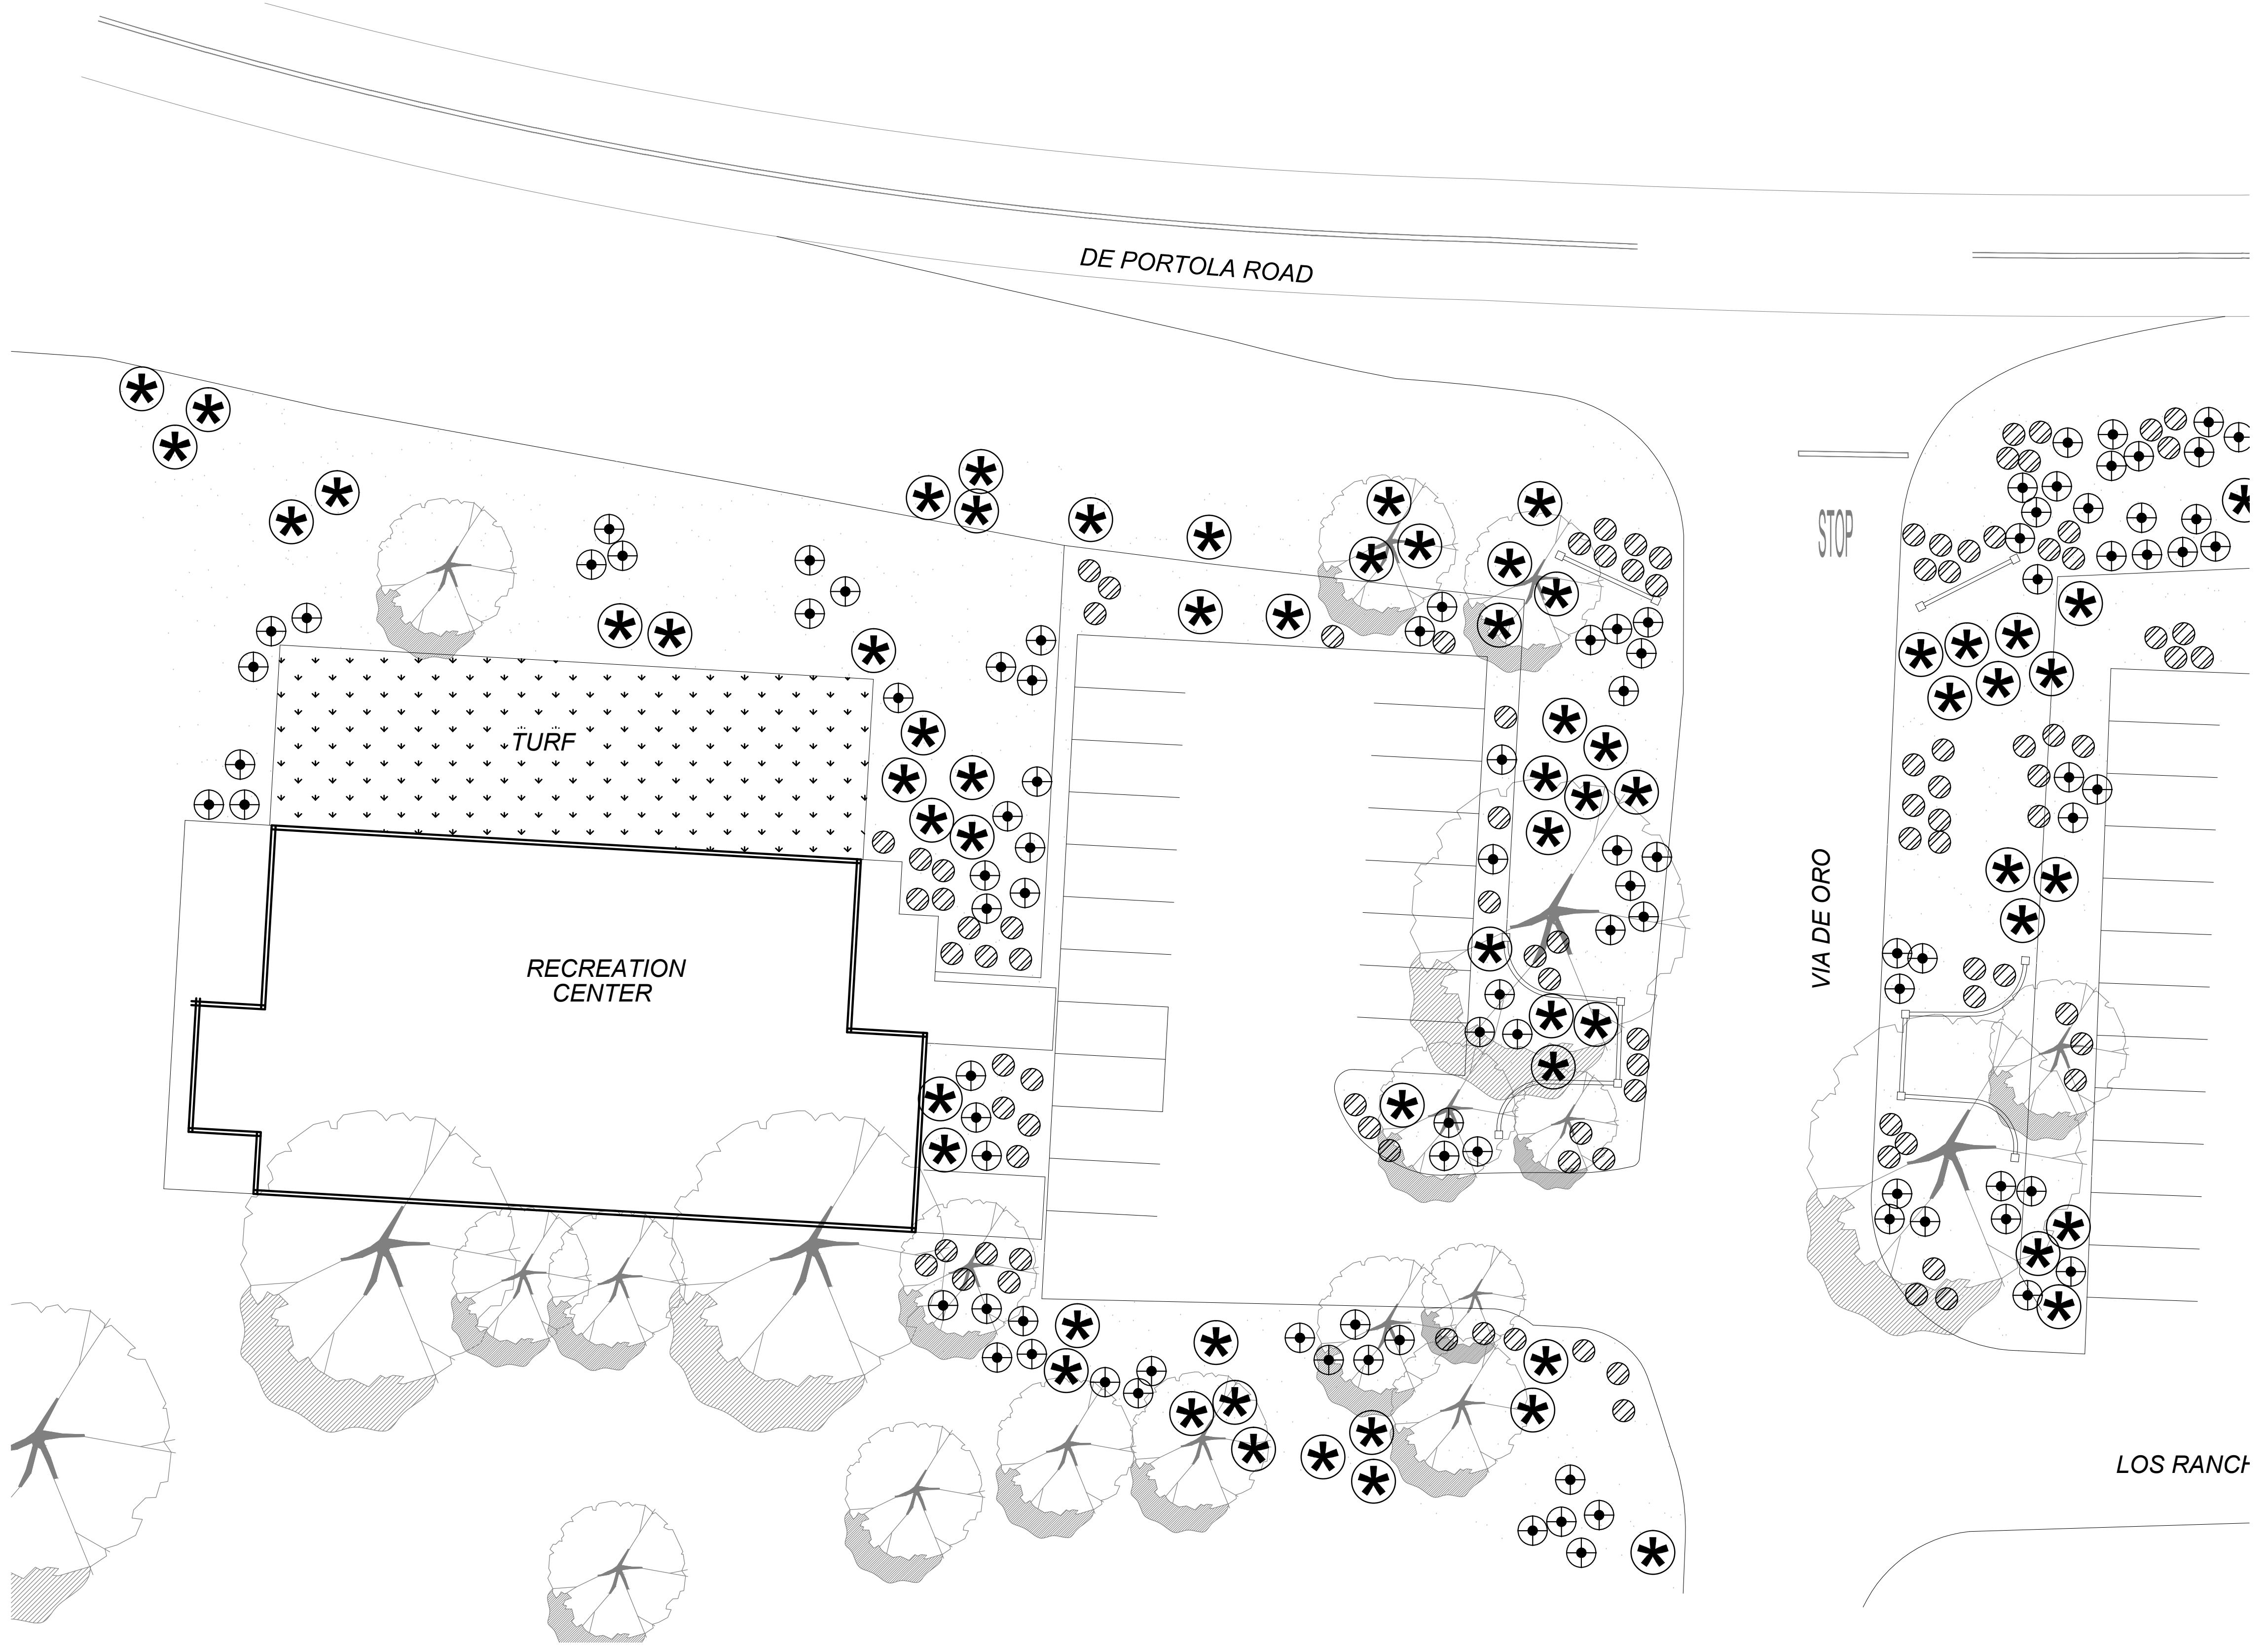 DE PORTOLA ROAD
STOP
TURF
VIA DE ORO
RECREATION
CENTER
LOS RANCH